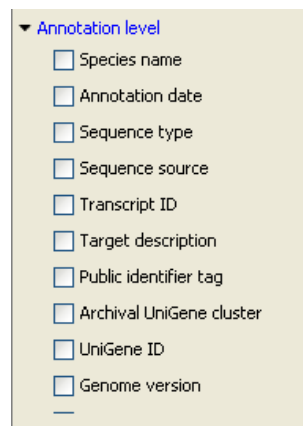 Annotation level
Species name
Annotation date
Sequence type
Sequence source
Transcript ID
Target description
Public identifier tag
Archival UniGene cluster
UniGene ID
Genome version